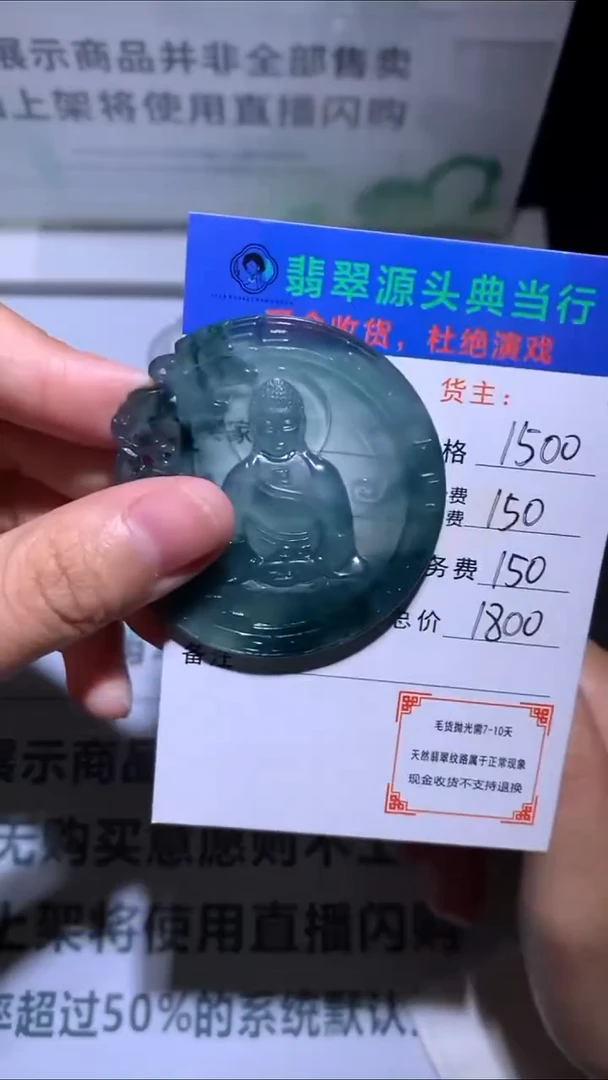 展示商品并非全部售卖
上架将使用直播闪购
翡翠源头典当行
收货，杜绝演戏
货主：
格 1500
费
费 150
务费 150
总价 1800
备注
毛货抛光需7-10天
天然翡翠纹路属于正常现象
现金收货不支持退换
展示商品
无购买意愿则不上
上架将使用直播闪购
率超过50%的系统默认